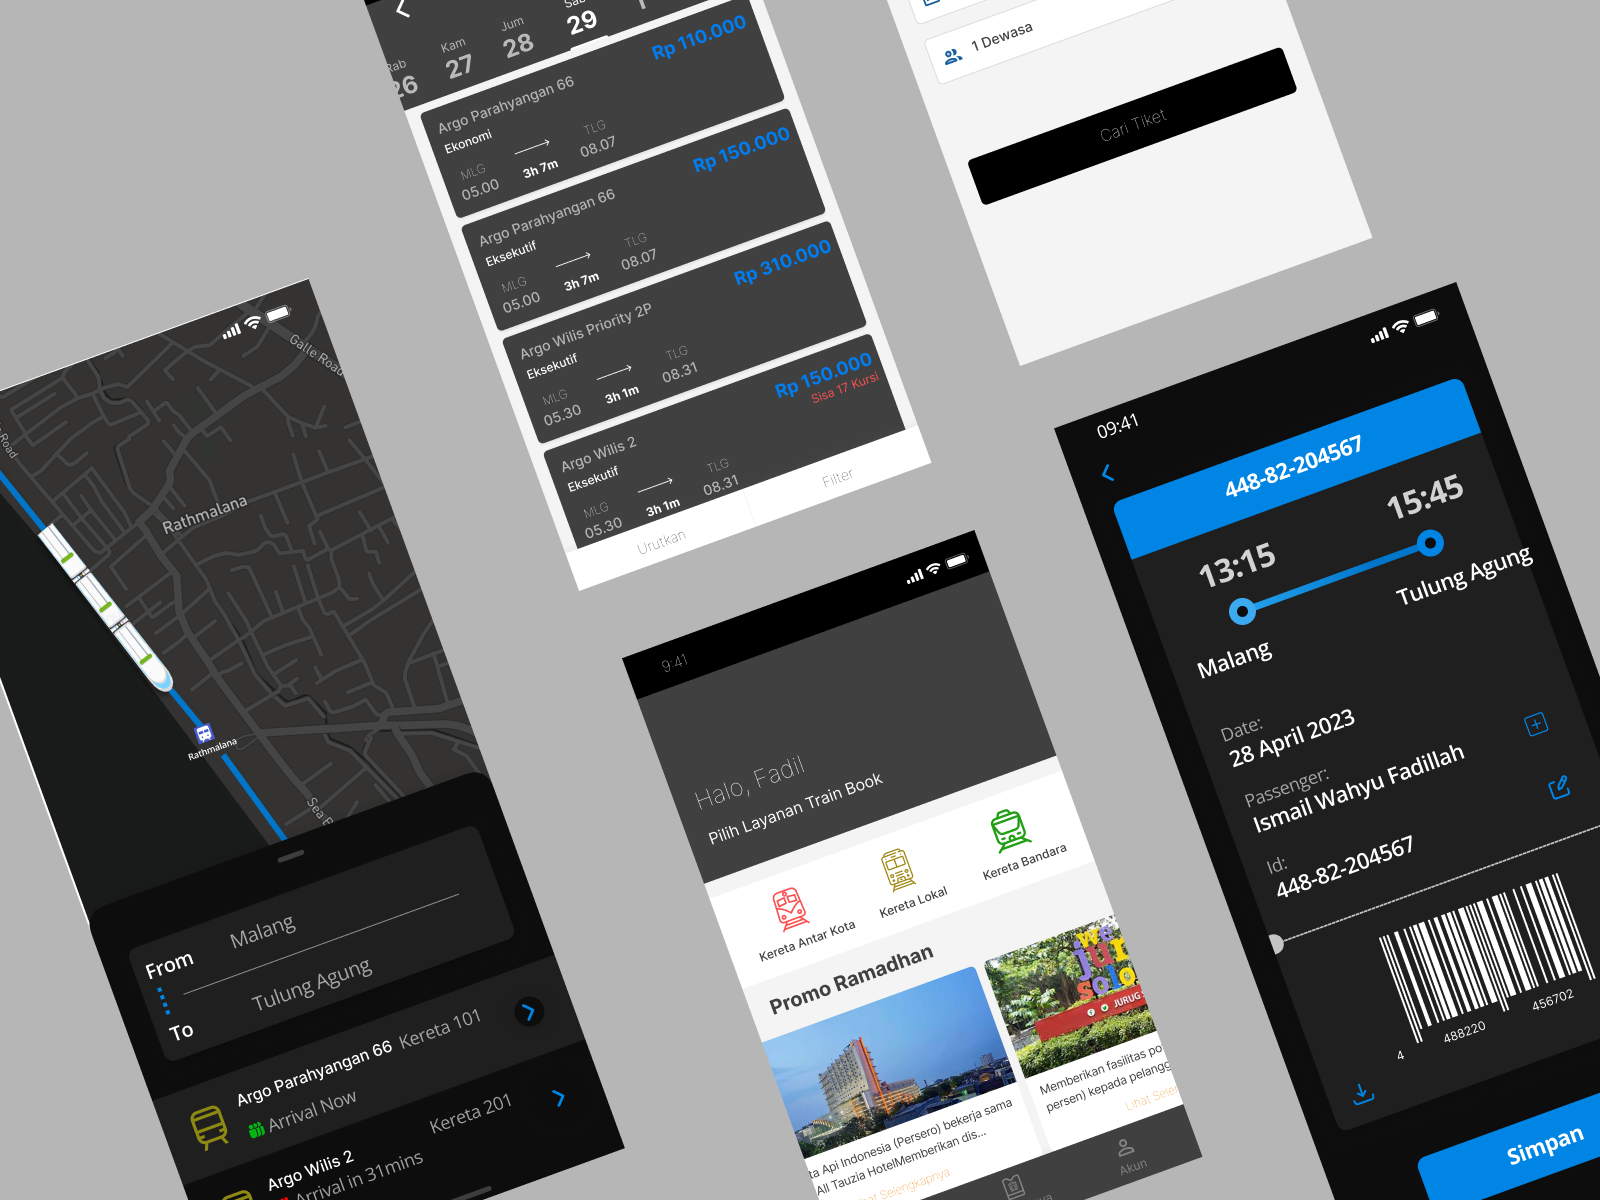 Kam
27
Jum
28
29
26
Rp 110.000
Argo Parahyangan 66
Ekonomi
MLG
05.00
3h 7m
TLG
08.07
Rp 150.000
Argo Parahyangan 66
Eksekutif
MLG
05.00
3h 7m
TLG
08.07
Rp 310.000
Argo Wilis Priority 2P
Eksekutif
MLG
05.30
3h 1m
TLG
08.31
Rp 150.000
Sisa 17 Kursi
Argo Wilis 2
Eksekutif
MLG
05.30
3h 1m
TLG
08.31
Urutkan
Filter
1 Dewasa
Cari Tiket
Galle Road
Road
Rathmalana
Rathmalana
Sea
From
Malang
To
Tulung Agung
Argo Parahyangan 66
Kereta 101
Arrival Now
Argo Wilis 2
Kereta 201
Arrival in 31mins
9:41
Halo, Fadil
Pilih Layanan Train Book
Kereta Antar Kota
Kereta Lokal
Kereta Bandara
Promo Ramadhan
ta Api Indonesia (Persero) bekerja sama
All Tauzia HotelMemberikan dis...
hat Selengkapnya
we
jur
solo
JURUG
Memberikan fasilitas po
persen) kepada pelangg
Lihat Selen
ya
Akun
09:41
448-82-204567
13:15
15:45
Malang
Tulung Agung
Date:
28 April 2023
Passenger:
Ismail Wahyu Fadillah
Id:
448-82-204567
4
488220
456702
Simpan